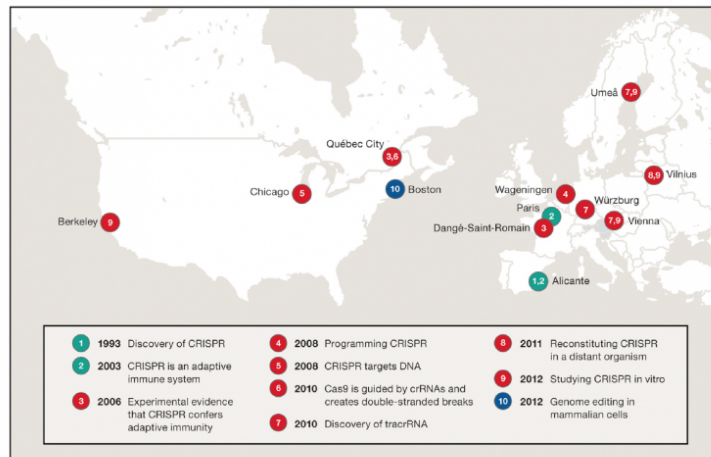 Umeå
7,9
Québec City
3,6
8,9
Vilnius
Chicago
5
10
Boston
Wageningen
4
Würzburg
7
Paris
2
Berkeley
9
7,9
Vienna
Dangé-Saint-Romain
3
1,2
Alicante
1 1993 Discovery of CRISPR
2 2003 CRISPR is an adaptive
immune system
3 2006 Experimental evidence
that CRISPR confers
adaptive immunity
4 2008 Programming CRISPR
5 2008 CRISPR targets DNA
6 2010 Cas9 is guided by crRNAs and
creates double-stranded breaks
7 2010 Discovery of tracrRNA
8 2011 Reconstituting CRISPR
in a distant organism
9 2012 Studying CRISPR in vitro
10 2012 Genome editing in
mammalian cells